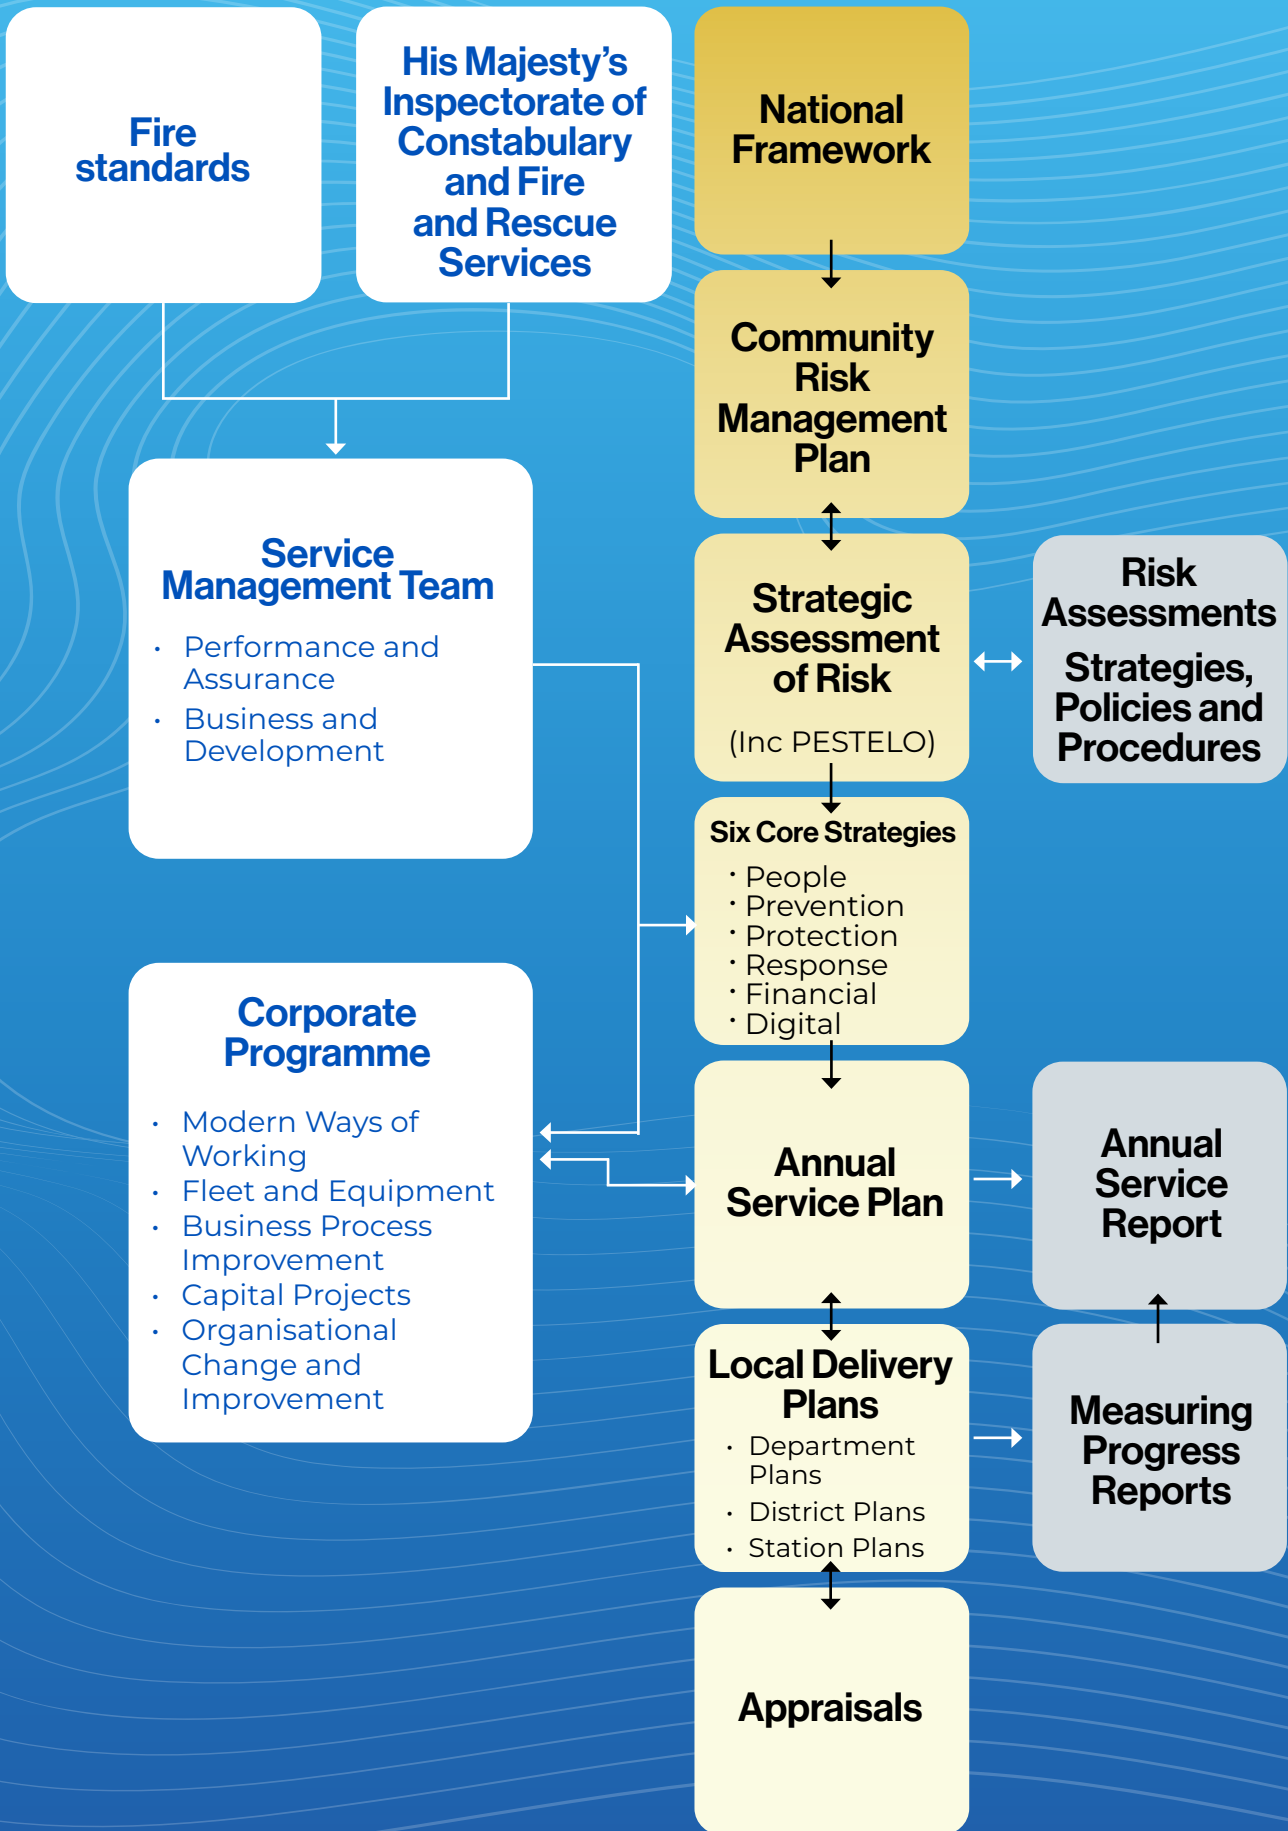 Fire
standards
His Majesty’s
Inspectorate of
Constabulary
and Fire
and Rescue
Services
National
Framework
Community
Risk
Management
Plan
Service
Management Team
· Performance and
Assurance
· Business and
Development
Strategic
Assessment
of Risk
(Inc PESTELO)
Risk
Assessments
Strategies,
Policies and
Procedures
Six Core Strategies
· People
· Prevention
· Protection
· Response
· Financial
· Digital
Corporate
Programme
· Modern Ways of
Working
· Fleet and Equipment
· Business Process
Improvement
· Capital Projects
· Organisational
Change and
Improvement
Annual
Service Plan
Annual
Service
Report
Local Delivery
Plans
· Department
Plans
· District Plans
· Station Plans
Measuring
Progress
Reports
Appraisals